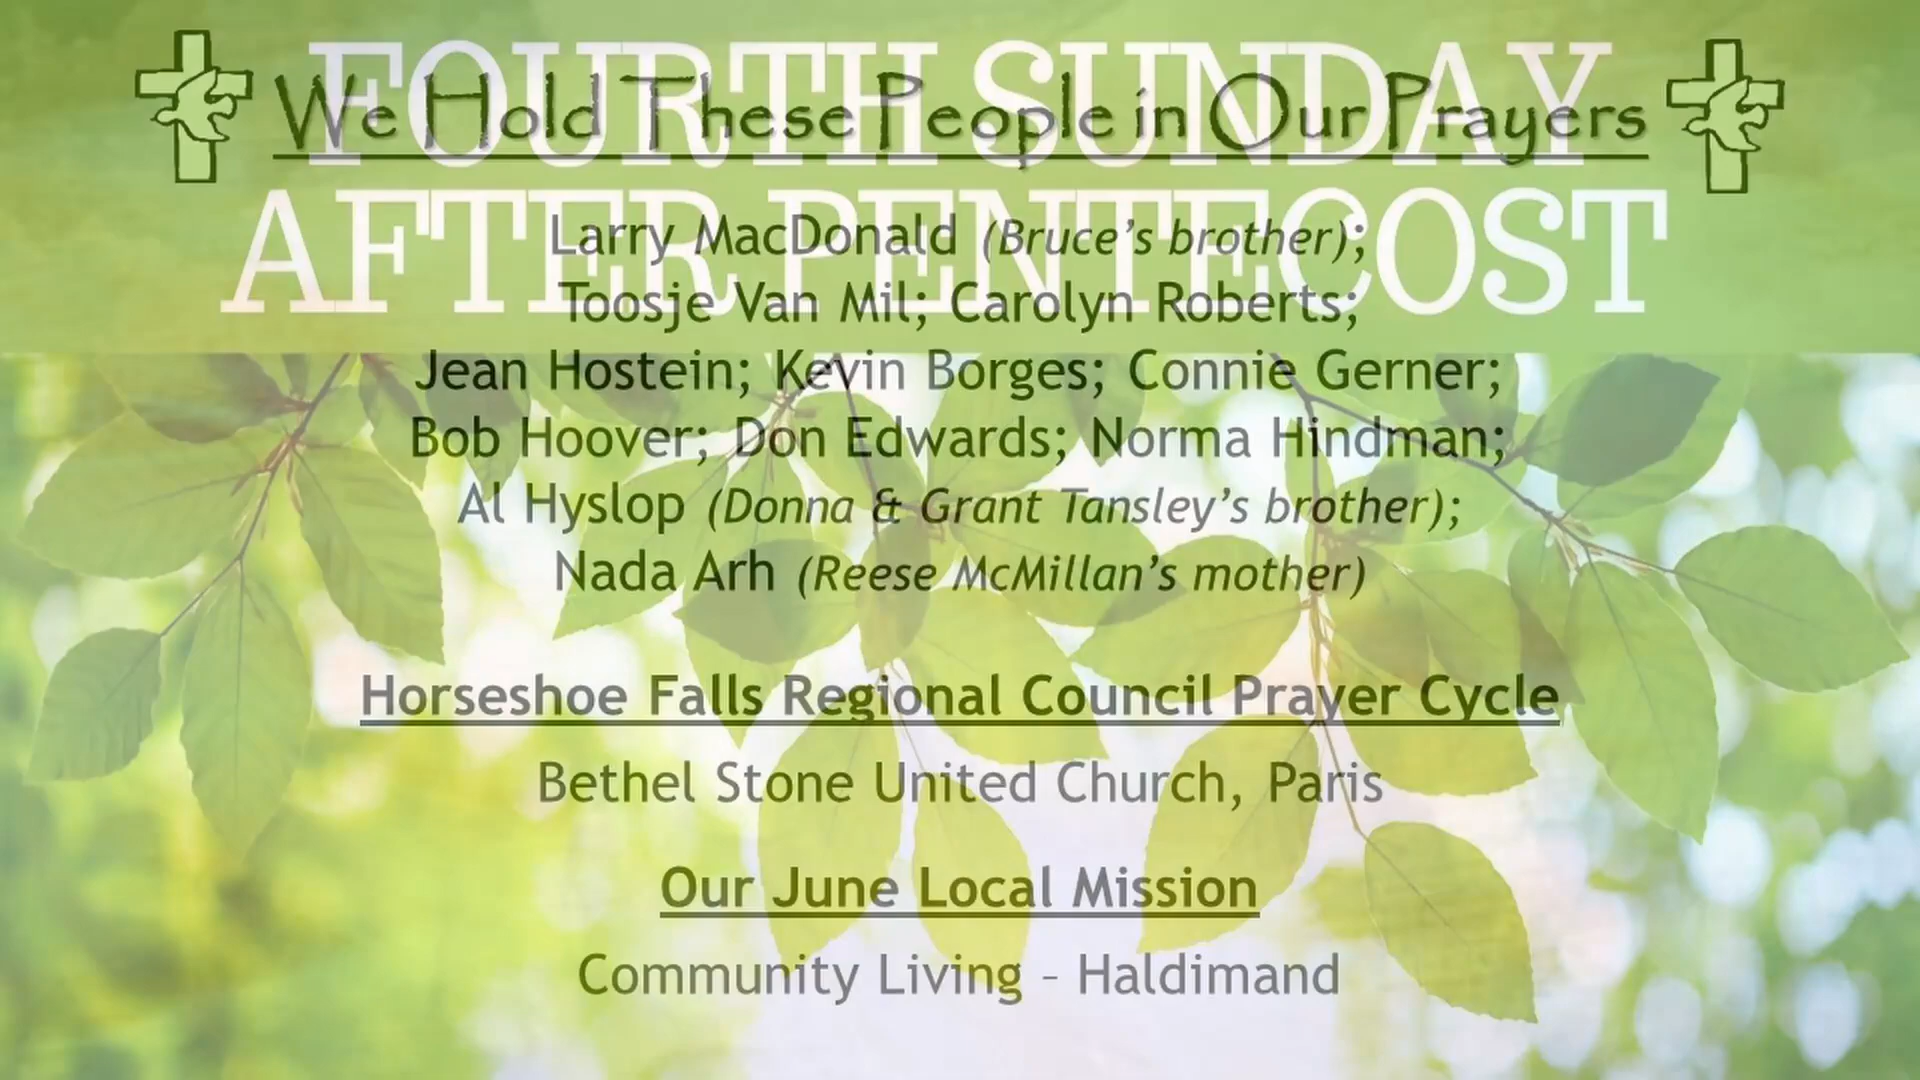 FOURTH SUNDAY
AFTER PENTECOST
We Hold These People in Our Prayers
Larry MacDonald (Bruce's brother);
Toosje Van Mil; Carolyn Roberts;
Jean Hostein; Kevin Borges; Connie Gerner;
Bob Hoover; Don Edwards; Norma Hindman;
Al Hyslop (Donna & Grant Tansley's brother);
Nada Arh (Reese McMillan's mother)
Horseshoe Falls Regional Council Prayer Cycle
Bethel Stone United Church, Paris
Our June Local Mission
Community Living – Haldimand